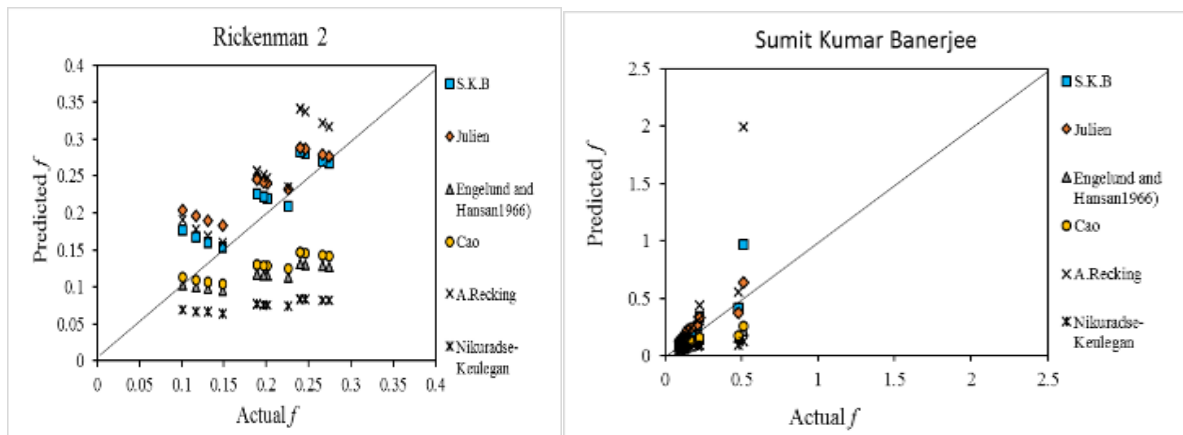 Rickenman 2
0.4
0.35
0.3
0.25
0.2
0.15
0.1
0.05
0
Predicted f
0 0.05 0.1 0.15 0.2 0.25 0.3 0.35 0.4
Actual f
S.K.B
Julien
Engelund and
Hansan1966)
Cao
A.Recking
Nikuradse-
Keulegan
Sumit Kumar Banerjee
2.5
2
1.5
1
0.5
0
Predicted f
0 0.5 1 1.5 2 2.5
Actual f
S.K.B
Julien
Engelund and
Hansan1966)
Cao
A.Recking
Nikuradse-
Keulegan